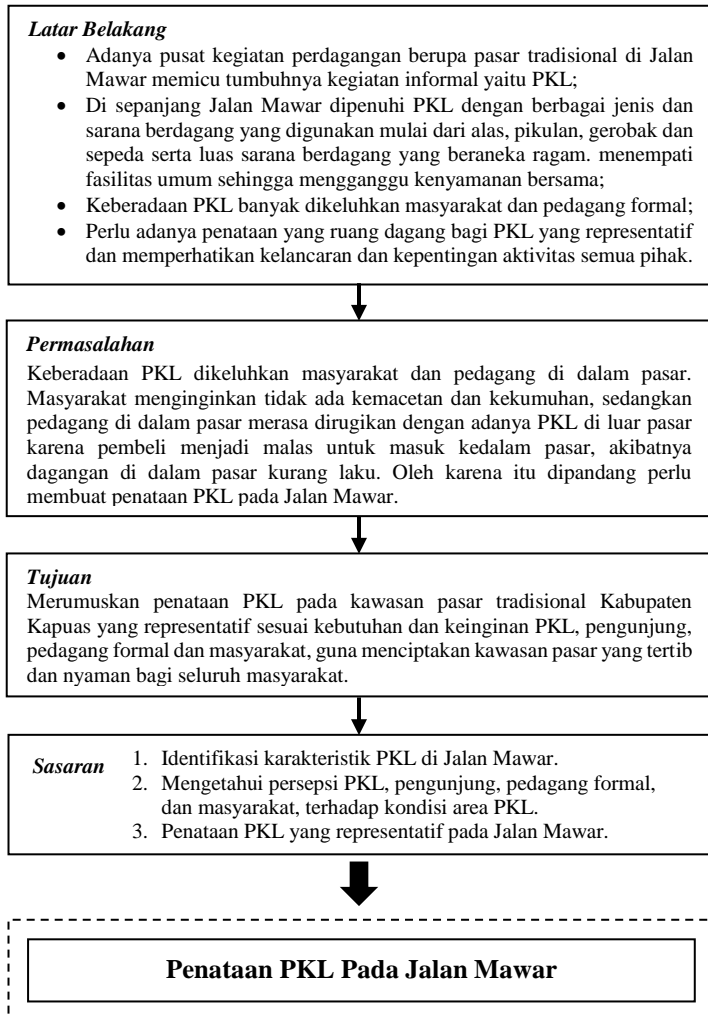 Latar Belakang
• Adanya pusat kegiatan perdagangan berupa pasar tradisional di Jalan
Mawar memicu tumbuhnya kegiatan informal yaitu PKL;
• Di sepanjang Jalan Mawar dipenuhi PKL dengan berbagai jenis dan
sarana berdagang yang digunakan mulai dari alas, pikulan, gerobak dan
sepeda serta luas sarana berdagang yang beraneka ragam. menempati
fasilitas umum sehingga mengganggu kenyamanan bersama;
• Keberadaan PKL banyak dikeluhkan masyarakat dan pedagang formal;
• Perlu adanya penataan yang ruang dagang bagi PKL yang representatif
dan memperhatikan kelancaran dan kepentingan aktivitas semua pihak.
Permasalahan
Keberadaan PKL dikeluhkan masyarakat dan pedagang di dalam pasar.
Masyarakat menginginkan tidak ada kemacetan dan kekumuhan, sedangkan
pedagang di dalam pasar merasa dirugikan dengan adanya PKL di luar pasar
karena pembeli menjadi malas untuk masuk kedalam pasar, akibatnya
dagangan di dalam pasar kurang laku. Oleh karena itu dipandang perlu
membuat penataan PKL pada Jalan Mawar.
Tujuan
Merumuskan penataan PKL pada kawasan pasar tradisional Kabupaten
Kapuas yang representatif sesuai kebutuhan dan keinginan PKL, pengunjung,
pedagang formal dan masyarakat, guna menciptakan kawasan pasar yang tertib
dan nyaman bagi seluruh masyarakat.
Sasaran
1. Identifikasi karakteristik PKL di Jalan Mawar.
2. Mengetahui persepsi PKL, pengunjung, pedagang formal,
dan masyarakat, terhadap kondisi area PKL.
3. Penataan PKL yang representatif pada Jalan Mawar.
Penataan PKL Pada Jalan Mawar